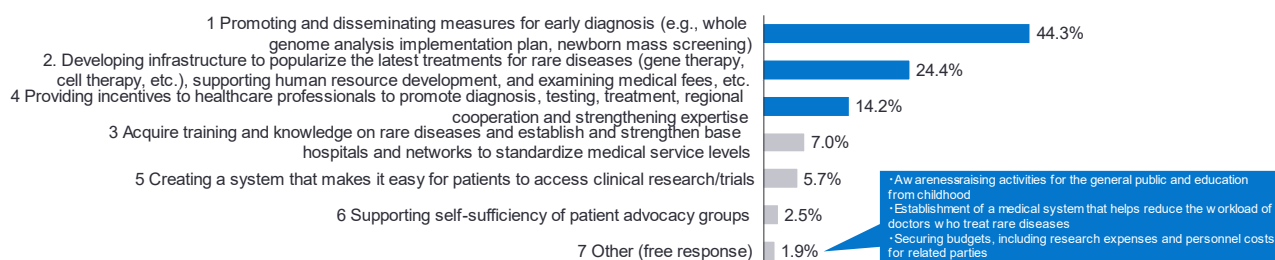 1 Promoting and disseminating measures for early diagnosis (e.g., whole
genome analysis implementation plan, newborn mass screening)
44.3%
2. Developing infrastructure to popularize the latest treatments for rare diseases (gene therapy,
cell therapy, etc.), supporting human resource development, and examining medical fees, etc.
24.4%
4 Providing incentives to healthcare professionals to promote diagnosis, testing, treatment, regional
cooperation and strengthening expertise
14.2%
3 Acquire training and knowledge on rare diseases and establish and strengthen base
hospitals and networks to standardize medical service levels
7.0%
5 Creating a system that makes it easy for patients to access clinical research/trials
5.7%
6 Supporting self-sufficiency of patient advocacy groups
2.5%
7 Other (free response)
1.9%
・Awarenessraising activities for the general public and education
from childhood
・Establishment of a medical system that helps reduce the workload of
doctors who treat rare diseases
・Securing budgets, including research expenses and personnel costs
for related parties